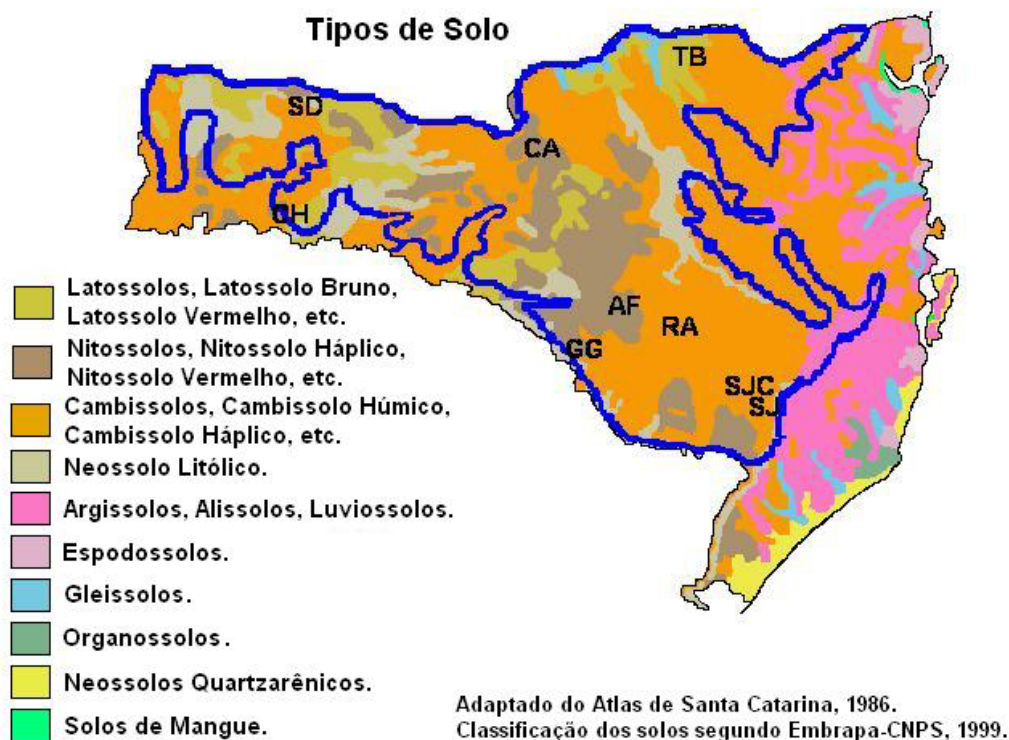 Tipos de Solo
TB
SD
CA
CH
AF
RA
GG
SJC
SJ
Latossolos, Latossolo Bruno,
Latossolo Vermelho, etc.
Nitossolos, Nitossolo Háplico,
Nitossolo Vermelho, etc.
Cambissolos, Cambissolo Húmico,
Cambissolo Háplico, etc.
Neossolo Litólico.
Argissolos, Alissolos, Luviossolos.
Espodossolos.
Gleissolos.
Organossolos.
Neossolos Quartzarênicos.
Solos de Mangue.
Adaptado do Atlas de Santa Catarina, 1986.
Classificação dos solos segundo Embrapa-CNPS, 1999.